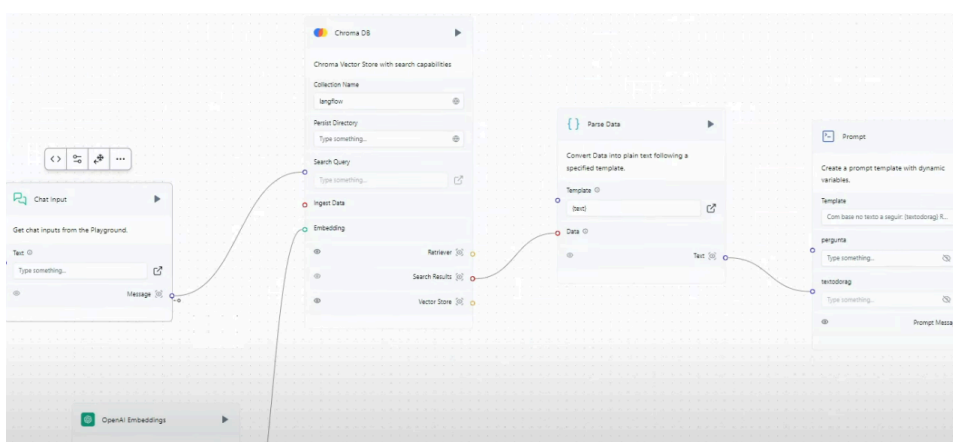 Chat Input
Get chat inputs from the Playground.
Text
Type something...
Message
Chroma DB
Chroma Vector Store with search capabilities
Collection Name
langflow
Persist Directory
Type something...
Search Query
Type something...
Ingest Data
Embedding
Retriever
Search Results
Vector Store
OpenAI Embeddings
{ } Parse Data
Convert Data into plain text following a
specified template.
Template
{text}
Data
Text
Prompt
Create a prompt template with dynamic
variables.
Template
Com base no texto a seguir: {textodorag} R...
pergunta
Type something...
textodorag
Type something...
Prompt Messa